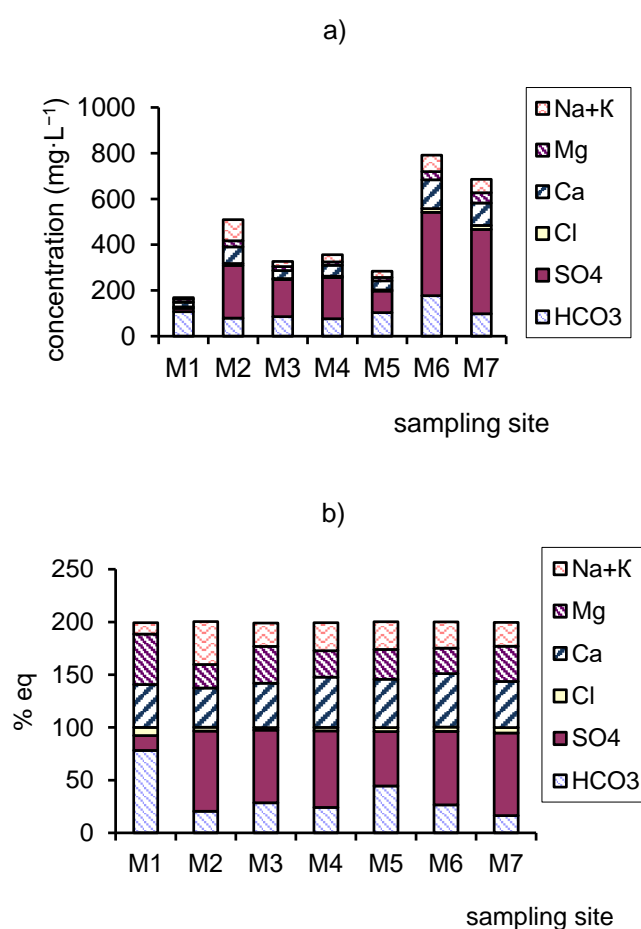 a)
1000
800
600
400
200
0
concentration (mg·L⁻¹)
M1 M2 M3 M4 M5 M6 M7
sampling site
Na+K
Mg
Ca
Cl
SO4
HCO3
b)
250
200
150
100
50
0
% eq
M1 M2 M3 M4 M5 M6 M7
sampling site
Na+K
Mg
Ca
Cl
SO4
HCO3